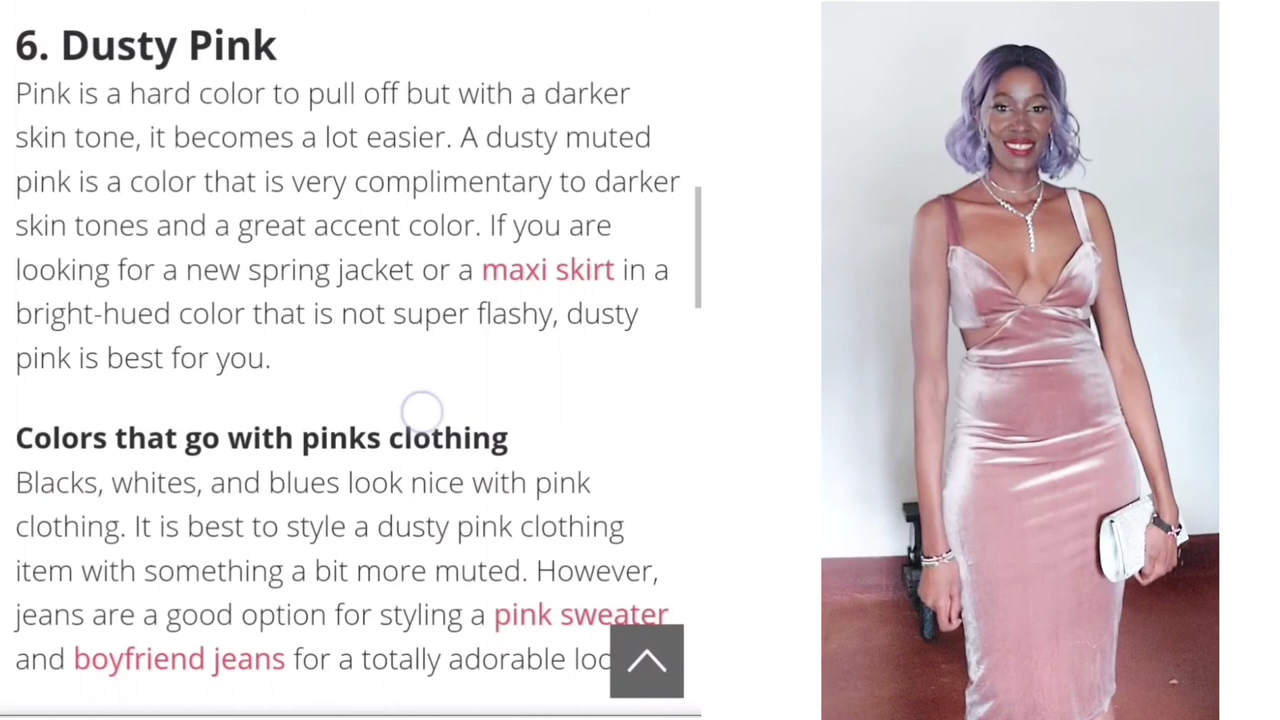 6. Dusty Pink
Pink is a hard color to pull off but with a darker
skin tone, it becomes a lot easier. A dusty muted
pink is a color that is very complimentary to darker
skin tones and a great accent color. If you are
looking for a new spring jacket or a maxi skirt in a
bright-hued color that is not super flashy, dusty
pink is best for you.
Colors that go with pinks clothing
Blacks, whites, and blues look nice with pink
clothing. It is best to style a dusty pink clothing
item with something a bit more muted. However,
jeans are a good option for styling a pink sweater
and boyfriend jeans for a totally adorable